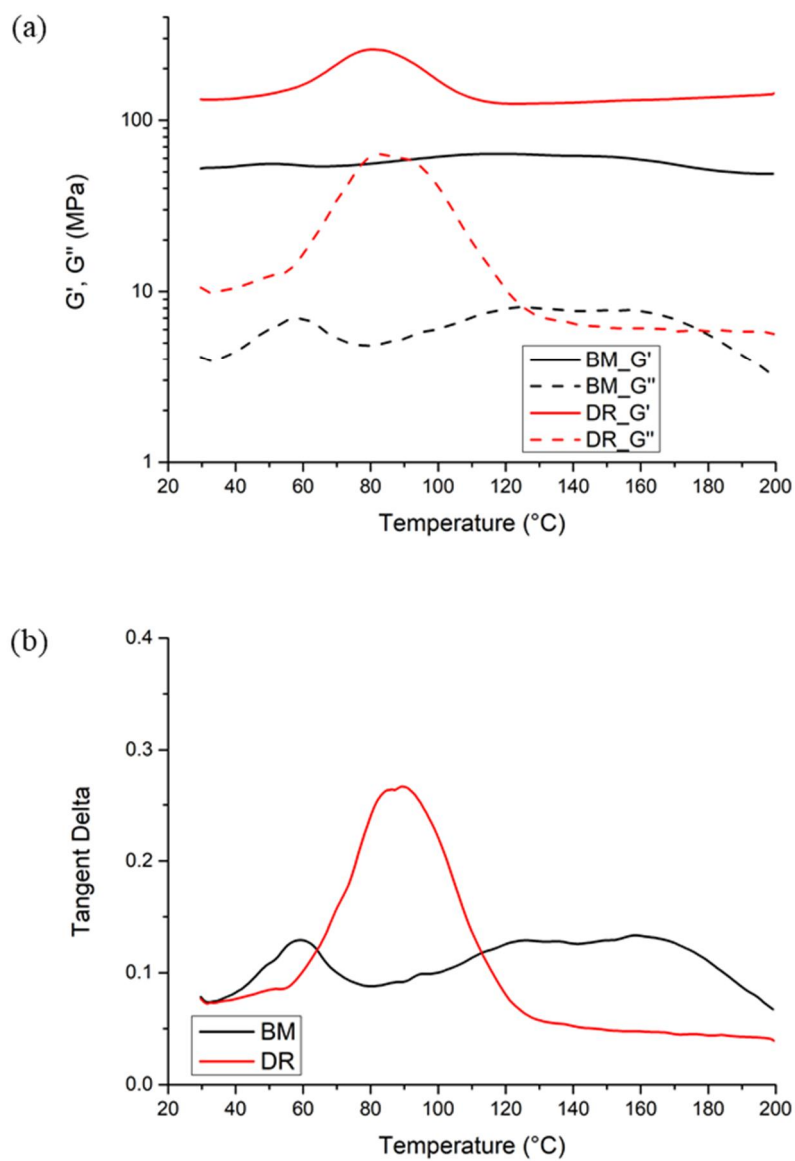 (a)
100
10
1
G', G" (MPa)
BM_G'
BM_G"
DR_G'
DR_G"
20 40 60 80 100 120 140 160 180 200
Temperature (°C)
(b)
0.4
0.3
0.2
0.1
0.0
Tangent Delta
BM
DR
20 40 60 80 100 120 140 160 180 200
Temperature (°C)